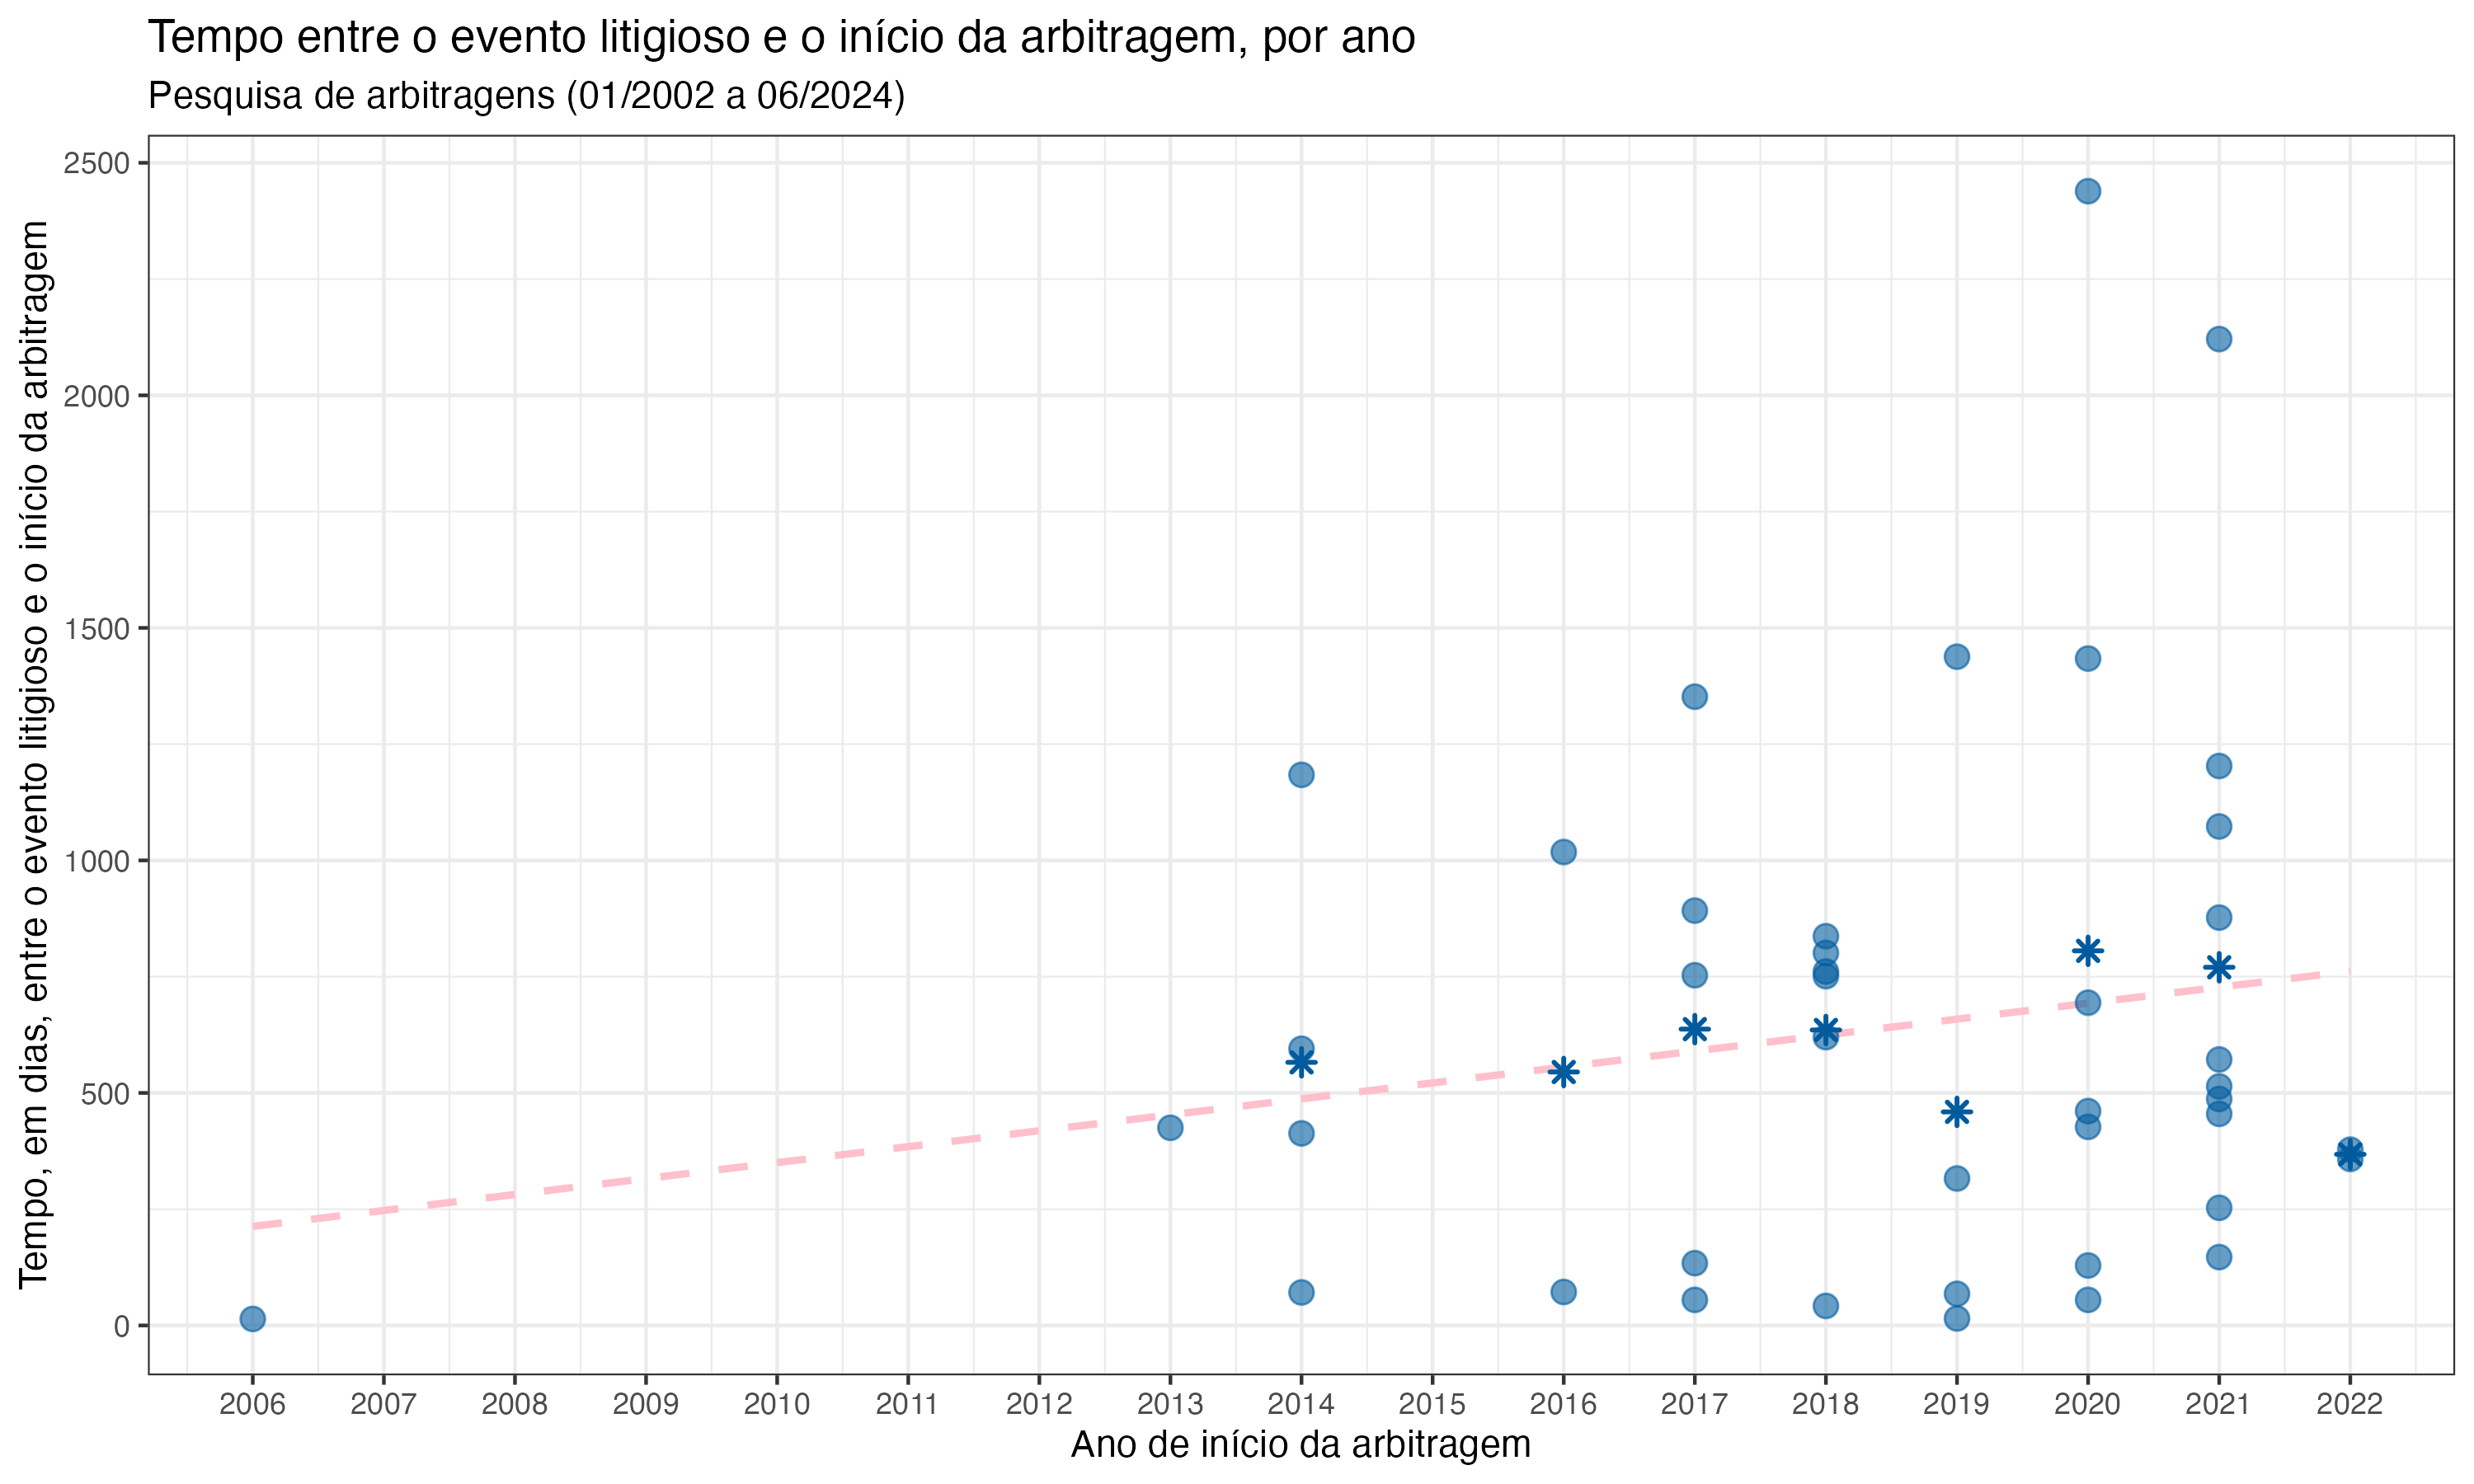 Tempo entre o evento litigioso e o início da arbitragem, por ano
Pesquisa de arbitragens (01/2002 a 06/2024)
Tempo, em dias, entre o evento litigioso e o início da arbitragem
2500
2000
1500
1000
500
0
2006 2007 2008 2009 2010 2011 2012 2013 2014 2015 2016 2017 2018 2019 2020 2021 2022
Ano de início da arbitragem